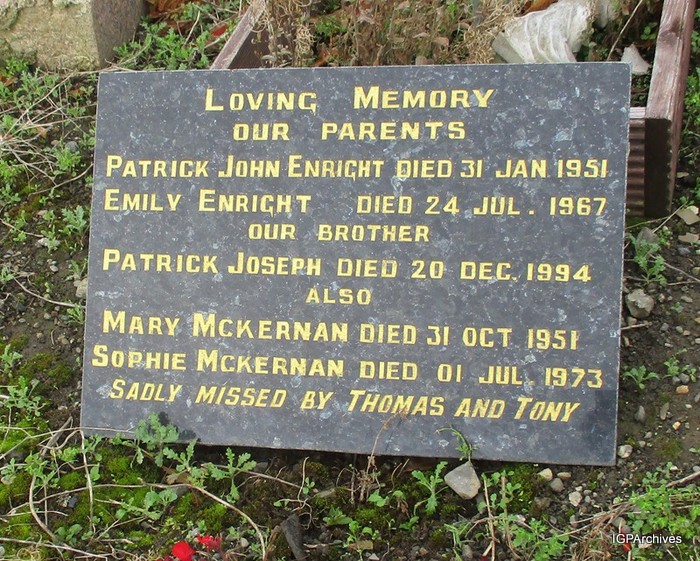 LOVING MEMORY
OUR PARENTS
PATRICK JOHN ENRIGHT DIED 31 JAN 1951
EMILY ENRIGHT DIED 24 JUL. 1967
OUR BROTHER
PATRICK JOSEPH DIED 20 DEC. 1994
ALSO
MARY MCKERNAN DIED 31 OCT 1951
SOPHIE MCKERNAN DIED 01 JUL. 1973
SADLY MISSED BY THOMAS AND TONY
IGPArchives